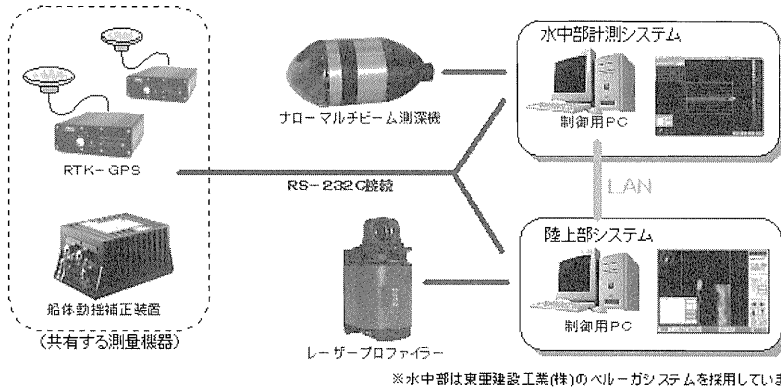 水中部計測システム
制御用PC
ナローマルチビーム測深機
RTK-GPS
RS-232C接続
LAN
陸上部システム
制御用PC
船体動揺補正装置
(共有する測量機器)
レーザープロファイラー
※水中部は東亜建設工業(株)のベルーガシステムを採用していま